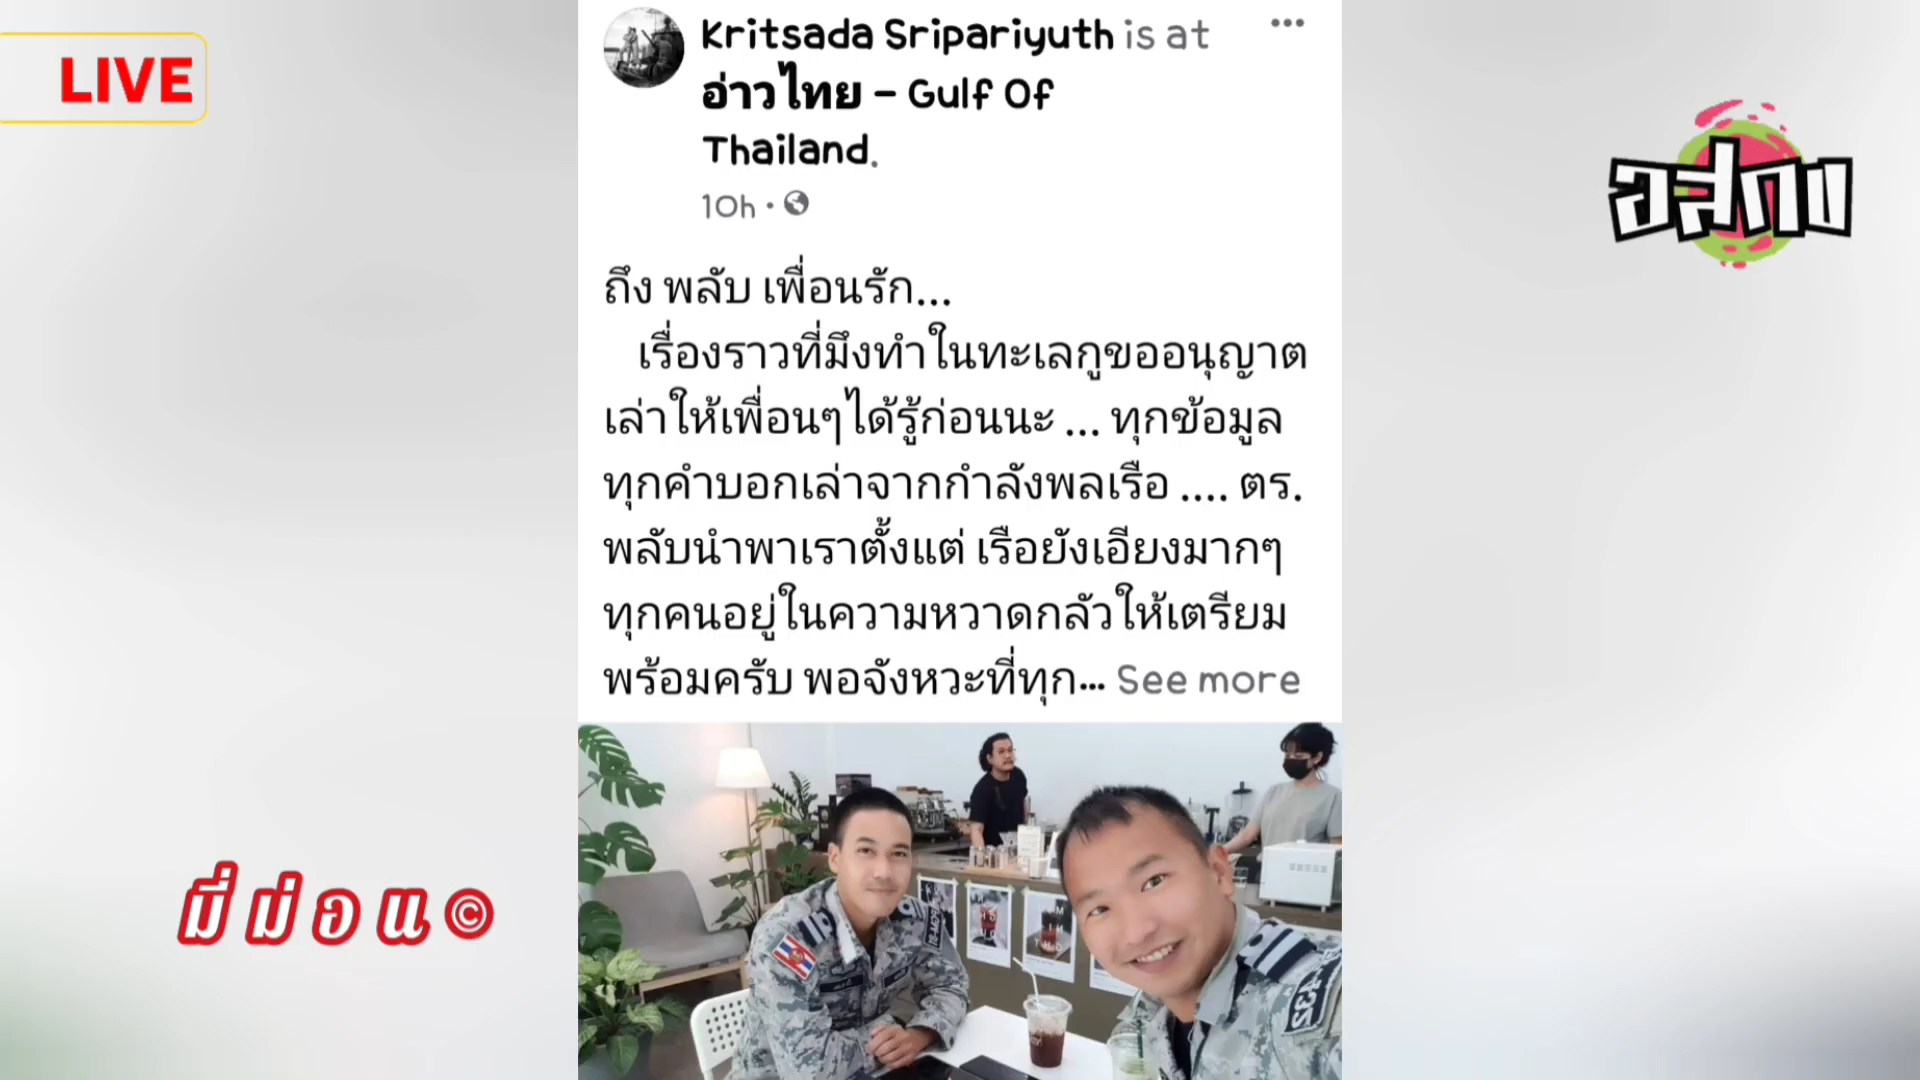 LIVE
Kritsada Sripariyuth is at
อ่าวไทย - Gulf Of
Thailand.
10h
อสกง
ถึง พลับ เพื่อนรัก...
เรื่องราวที่มึงทำในทะเลกูขออนุญาต
เล่าให้เพื่อนๆได้รู้ก่อนนะ ... ทุกข้อมูล
ทุกคำบอกเล่าจากกำลังพลเรือ .... ตร.
พลับนำพาเราตั้งแต่ เรือยังเอียงมากๆ
ทุกคนอยู่ในความหวาดกลัวให้เตรียม
พร้อมครับ พอจังหวะที่ทุก... See more
มี่ม่อน©